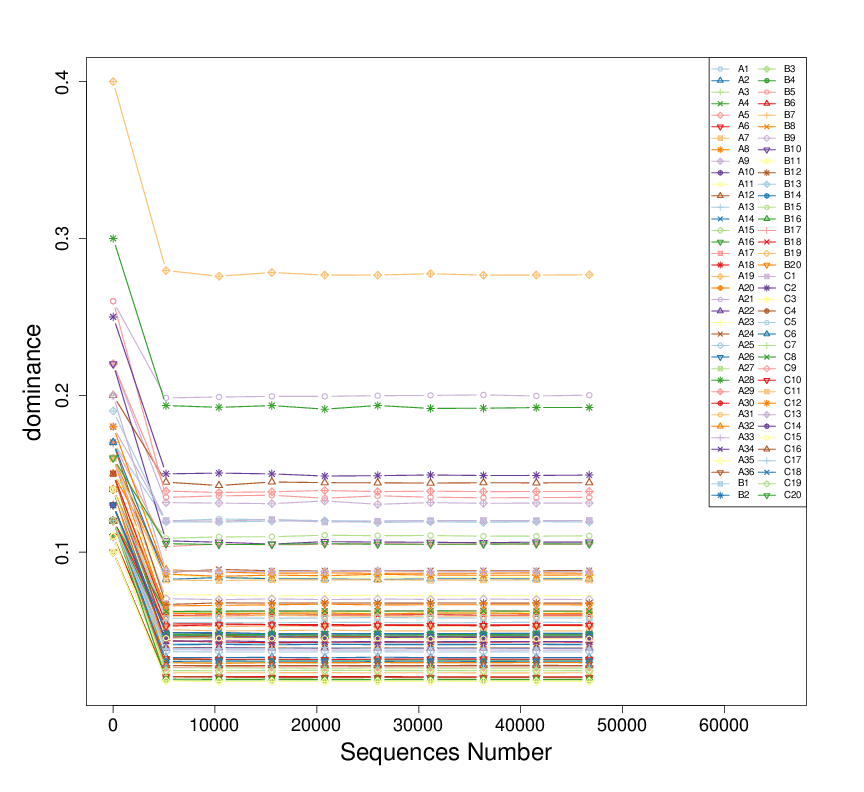 0.4
0.3
0.2
0.1
dominance
0
10000
20000
30000
40000
50000
60000
Sequences Number
A1
A2
A3
A4
A5
A6
A7
A8
A9
A10
A11
A12
A13
A14
A15
A16
A17
A18
A19
A20
A21
A22
A23
A24
A25
A26
A27
A28
A29
A30
A31
A32
A33
A34
A35
A36
B1
B2
B3
B4
B5
B6
B7
B8
B9
B10
B11
B12
B13
B14
B15
B16
B17
B18
B19
B20
C1
C2
C3
C4
C5
C6
C7
C8
C9
C10
C11
C12
C13
C14
C15
C16
C17
C18
C19
C20